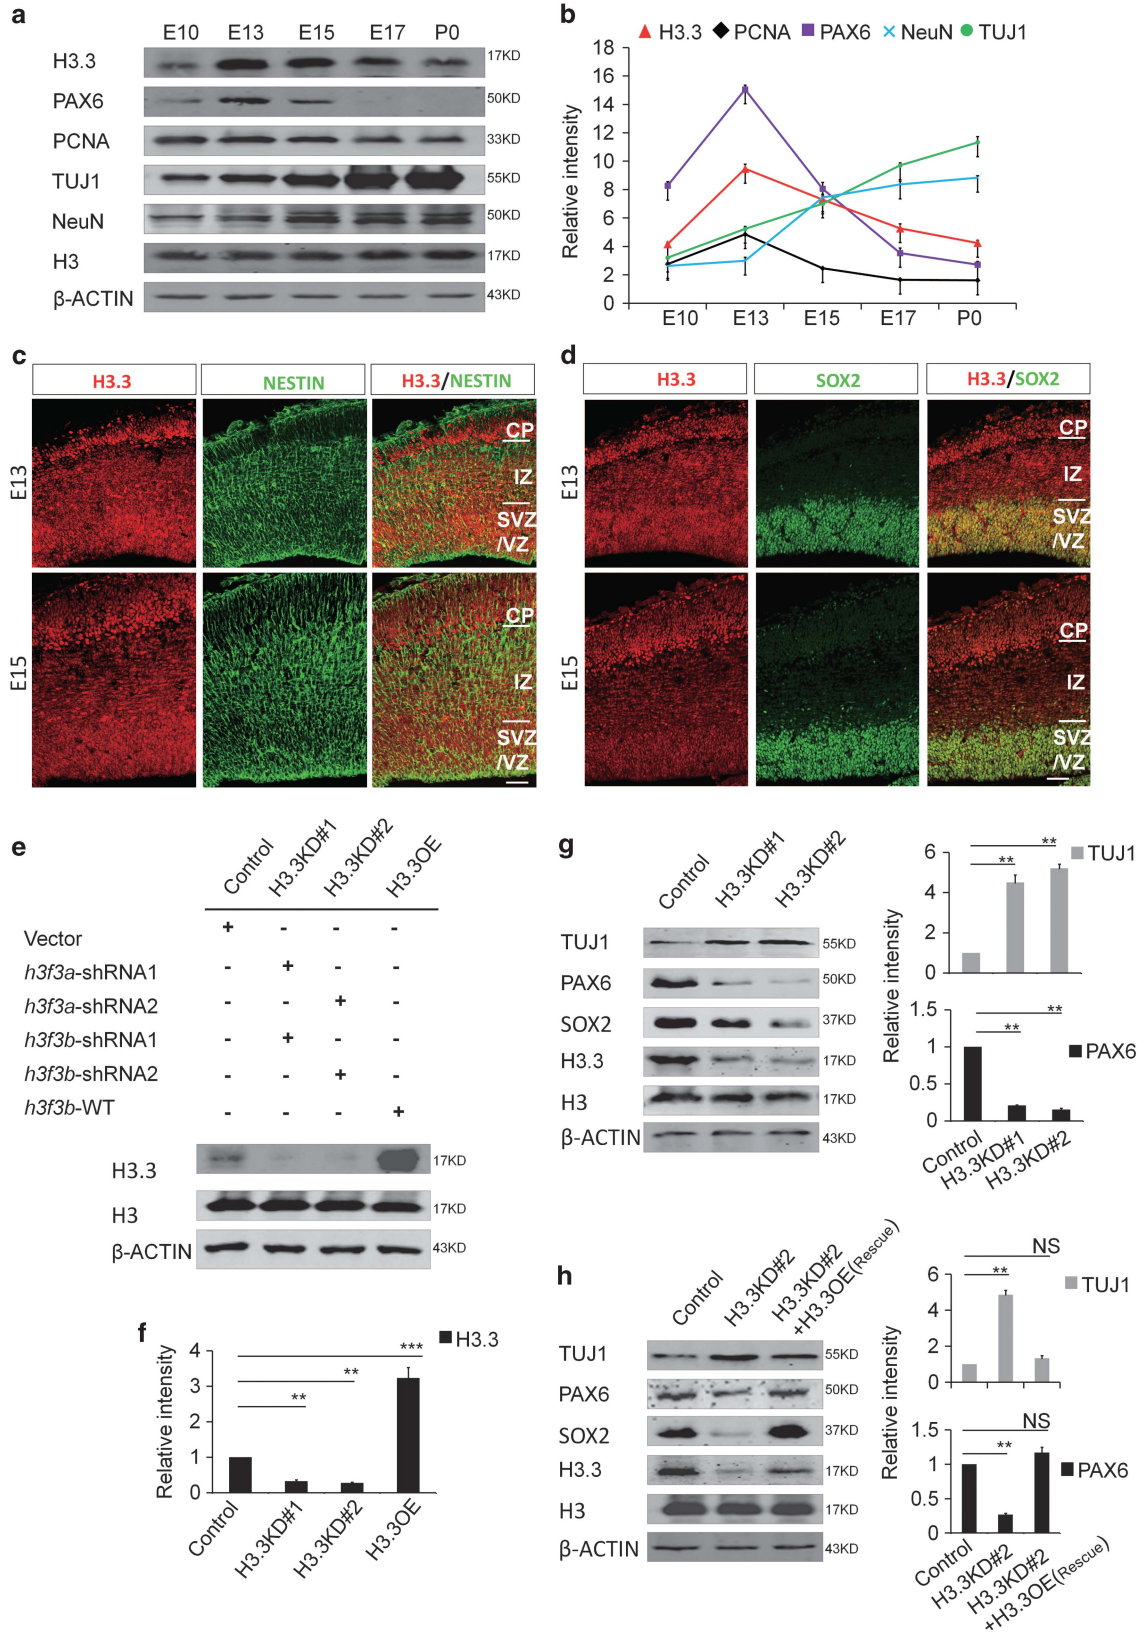 a
E10 E13 E15 E17 P0
H3.3 17KD
PAX6 50KD
PCNA 33KD
TUJ1 55KD
NeuN 50KD
H3 17KD
β-ACTIN 43KD
b
H3.3 PCNA PAX6 NeuN TUJ1
Relative intensity
18
16
14
12
10
8
6
4
2
0
E10 E13 E15 E17 P0
c
H3.3 NESTIN H3.3/NESTIN
E13
CP
IZ
SVZ
/VZ
E15
CP
IZ
SVZ
/VZ
d
H3.3 SOX2 H3.3/SOX2
E13
CP
IZ
SVZ
/VZ
E15
CP
IZ
SVZ
/VZ
e
Control H3.3KD#1 H3.3KD#2 H3.3OE
Vector + - - -
h3f3a-shRNA1 - + - -
h3f3a-shRNA2 - - + -
h3f3b-shRNA1 - + - -
h3f3b-shRNA2 - - + -
h3f3b-WT - - - +
H3.3 17KD
H3 17KD
β-ACTIN 43KD
f
H3.3
Relative intensity
4
3
2
1
0
** ** ***
Control H3.3KD#1 H3.3KD#2 H3.3OE
g
Control H3.3KD#1 H3.3KD#2
TUJ1 55KD
PAX6 50KD
SOX2 37KD
H3.3 17KD
H3 17KD
β-ACTIN 43KD
Relative intensity
6
4
2
0
** **
TUJ1
1.5
1
0.5
0
** **
PAX6
Control H3.3KD#1 H3.3KD#2
h
Control H3.3KD#2 H3.3KD#2
+H3.3OE(Rescue)
TUJ1 55KD
PAX6 50KD
SOX2 37KD
H3.3 17KD
H3 17KD
β-ACTIN 43KD
Relative intensity
6
4
2
0
** NS
TUJ1
1.5
1
0.5
0
** NS
PAX6
Control H3.3KD#2 H3.3KD#2
+H3.3OE(Rescue)